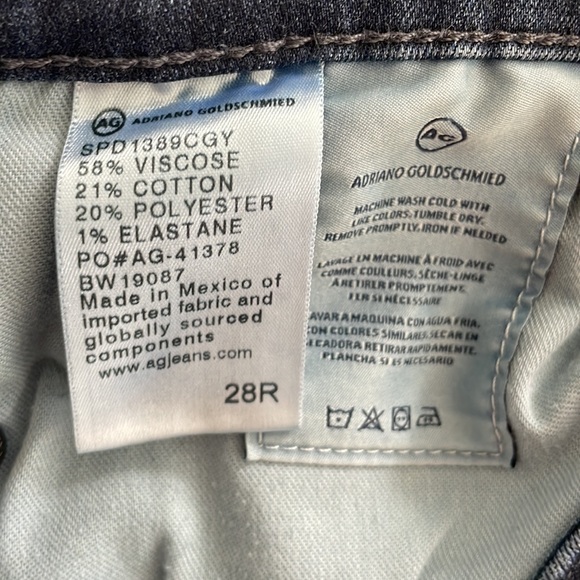 AG ADRIANO GOLDSCHMIED
SPD1389CGY
58% VISCOSE
21% COTTON
20% POLYESTER
1% ELASTANE
PO#AG-41378
BW19087
Made in Mexico of
imported fabric and
globally sourced
components
www.agjeans.com
28R
AG
ADRIANO GOLDSCHMIED
MACHINE WASH COLD WITH
LIKE COLORS. TUMBLE DRY.
REMOVE PROMPTLY. IRON IF NEEDED
LAVAGE EN MACHINE À FROID AVEC
COMME COULEURS. SÈCHE-LINGE
À RETIRER PROMPTEMENT.
FER SI NÉCESSAIRE
AVAR A MAQUINA CON AGUA FRIA,
CON COLORES SIMILARES. SECAR EN
ECADORA RETIRAR RAPIDAMENTE.
PLANCHA SI ES NECESARIO